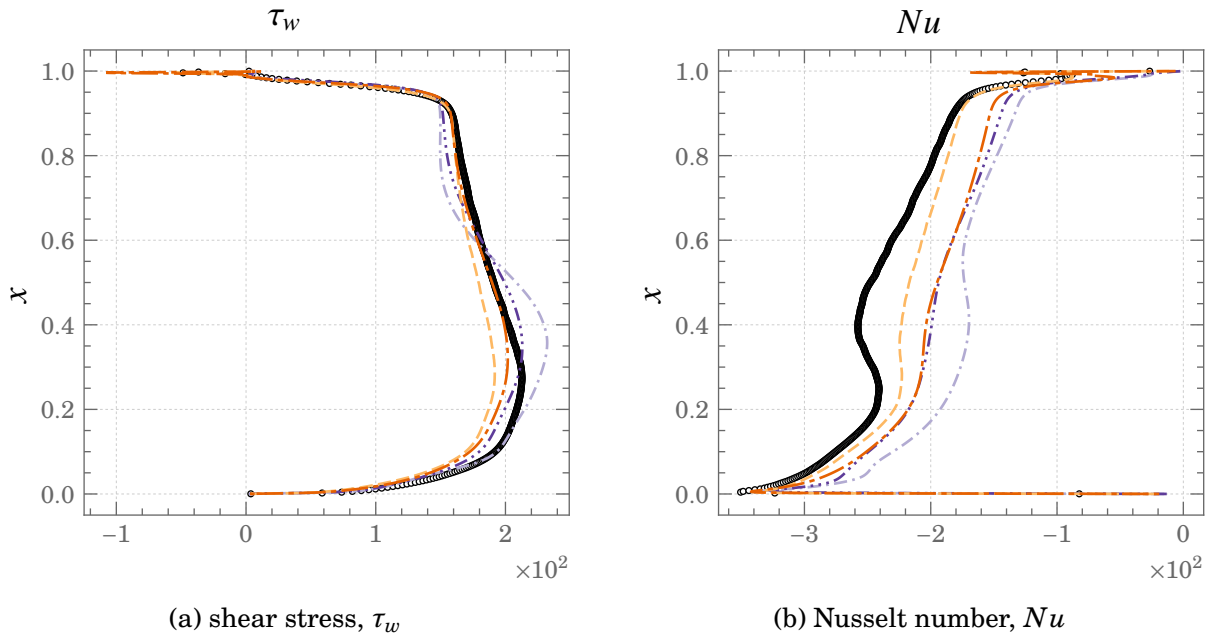 τ_w
1.0
0.8
0.6
0.4
0.2
0.0
x
−1 0 1 2
×10²
(a) shear stress, τ_w
Nu
1.0
0.8
0.6
0.4
0.2
0.0
x
−3 −2 −1 0
×10²
(b) Nusselt number, Nu